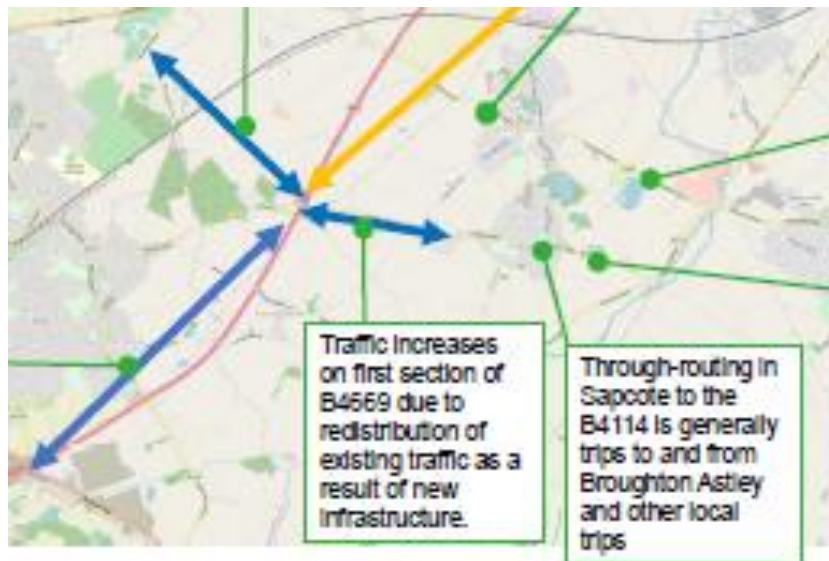 Traffic increases
on first section of
B4669 due to
redistribution of
existing traffic as a
result of new
infrastructure.
Through-routing in
Sapcote to the
B4114 is generally
trips to and from
Broughton Astley
and other local
trips